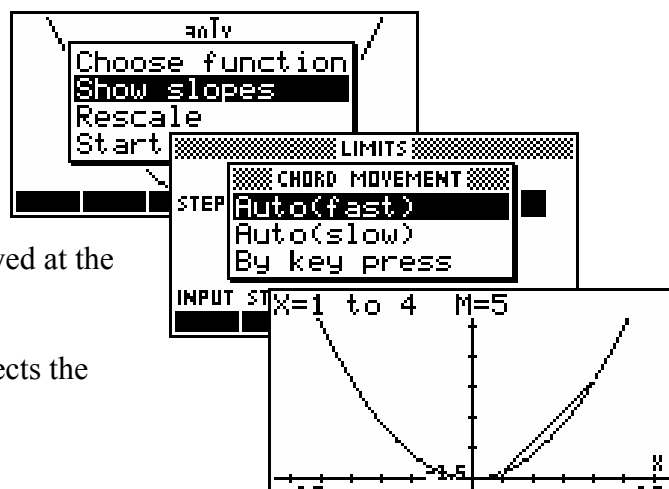 Choose function
Show slopes
Rescale
Start
LIMITS
CHORD MOVEMENT
STEP
Auto(fast)
Auto(slow)
By key press
ved at the
INPUT ST
X=1 to 4 M=5
ects the
X